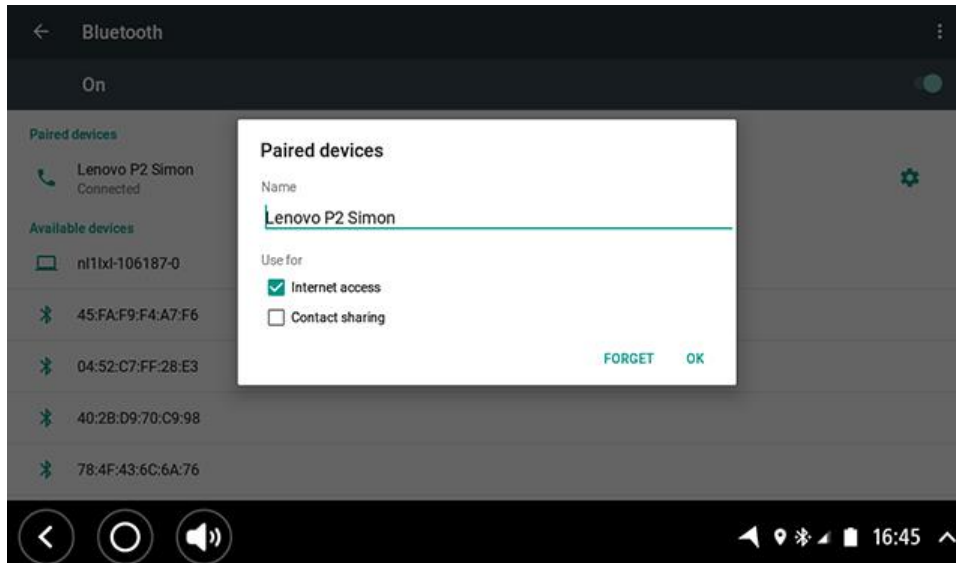 Bluetooth
On
Paired devices
Lenovo P2 Simon
Connected
Available devices
nl1lxl-106187-0
45:FA:F9:F4:A7:F6
04:52:C7:FF:28:E3
40:2B:D9:70:C9:98
78:4F:43:6C:6A:76
Paired devices
Name
Lenovo P2 Simon
Use for
Internet access
Contact sharing
FORGET OK
16:45